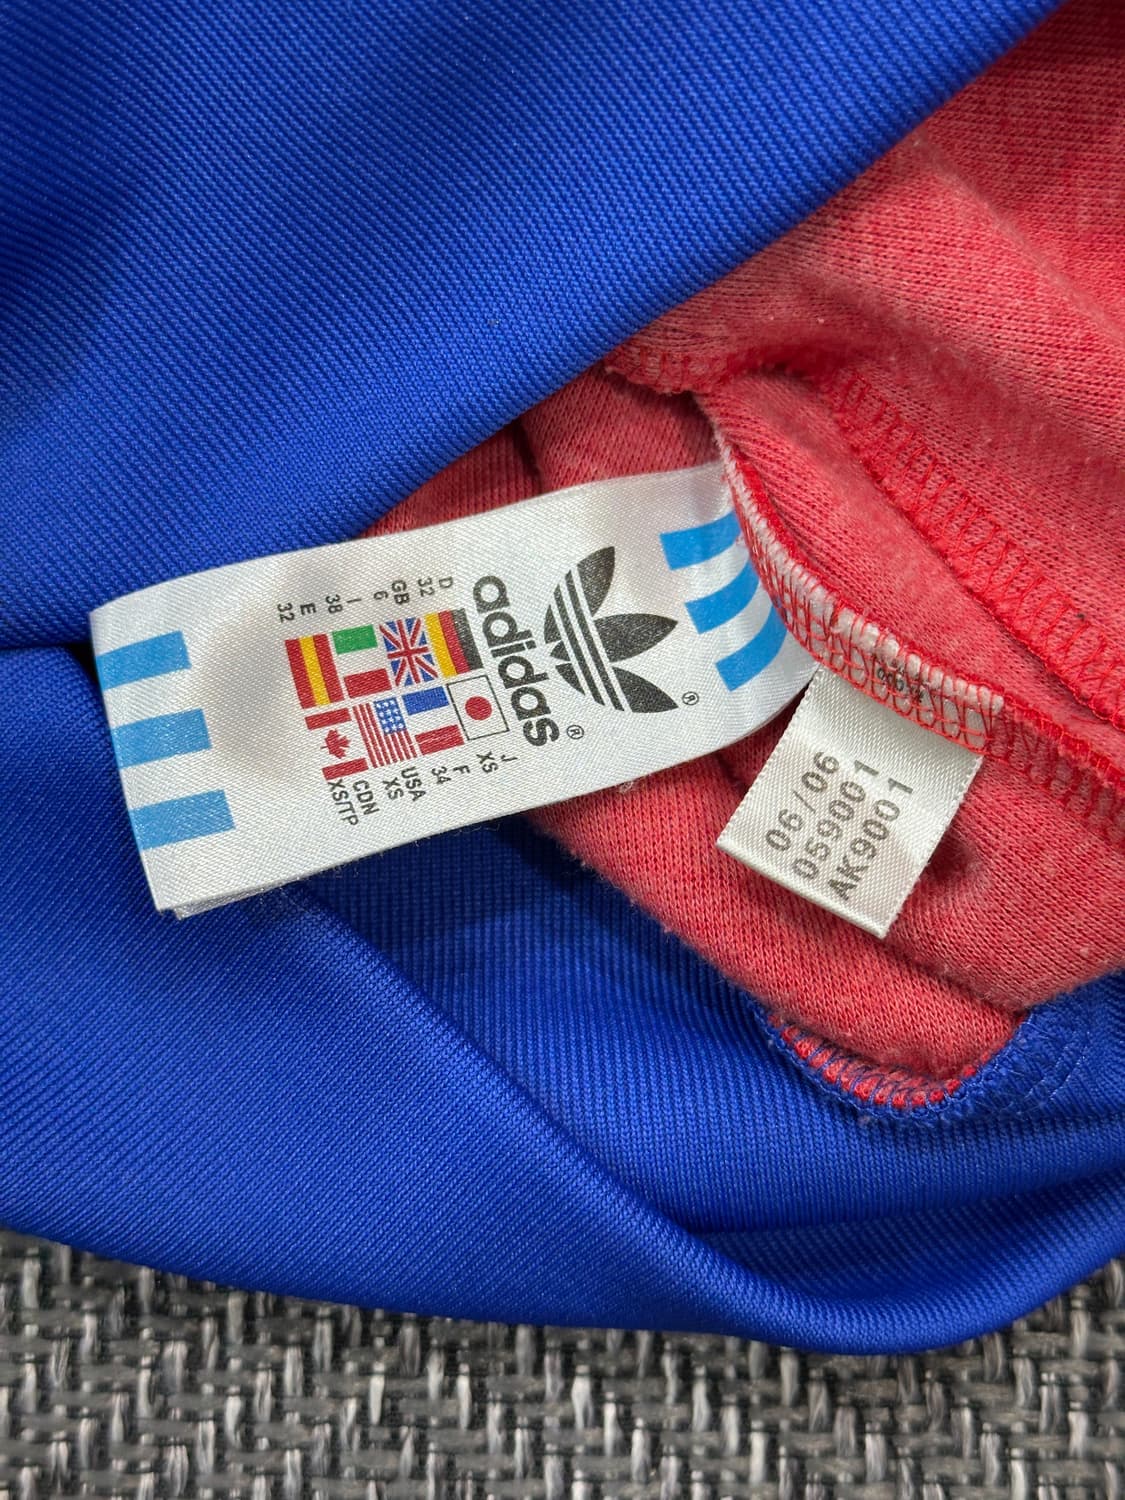 adidas®
®
D
32
GB
6
I
38
E
32
J
XS
F
34
USA
XS
CDN
XS/TP
06/06
059001
AK9001